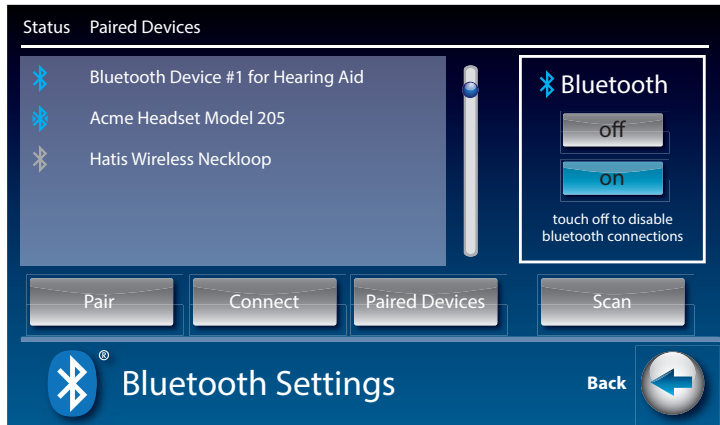 Status Paired Devices
Bluetooth Device #1 for Hearing Aid
Acme Headset Model 205
Hatis Wireless Neckloop
Bluetooth
off
on
touch off to disable
bluetooth connections
Pair Connect Paired Devices Scan
® Bluetooth Settings Back